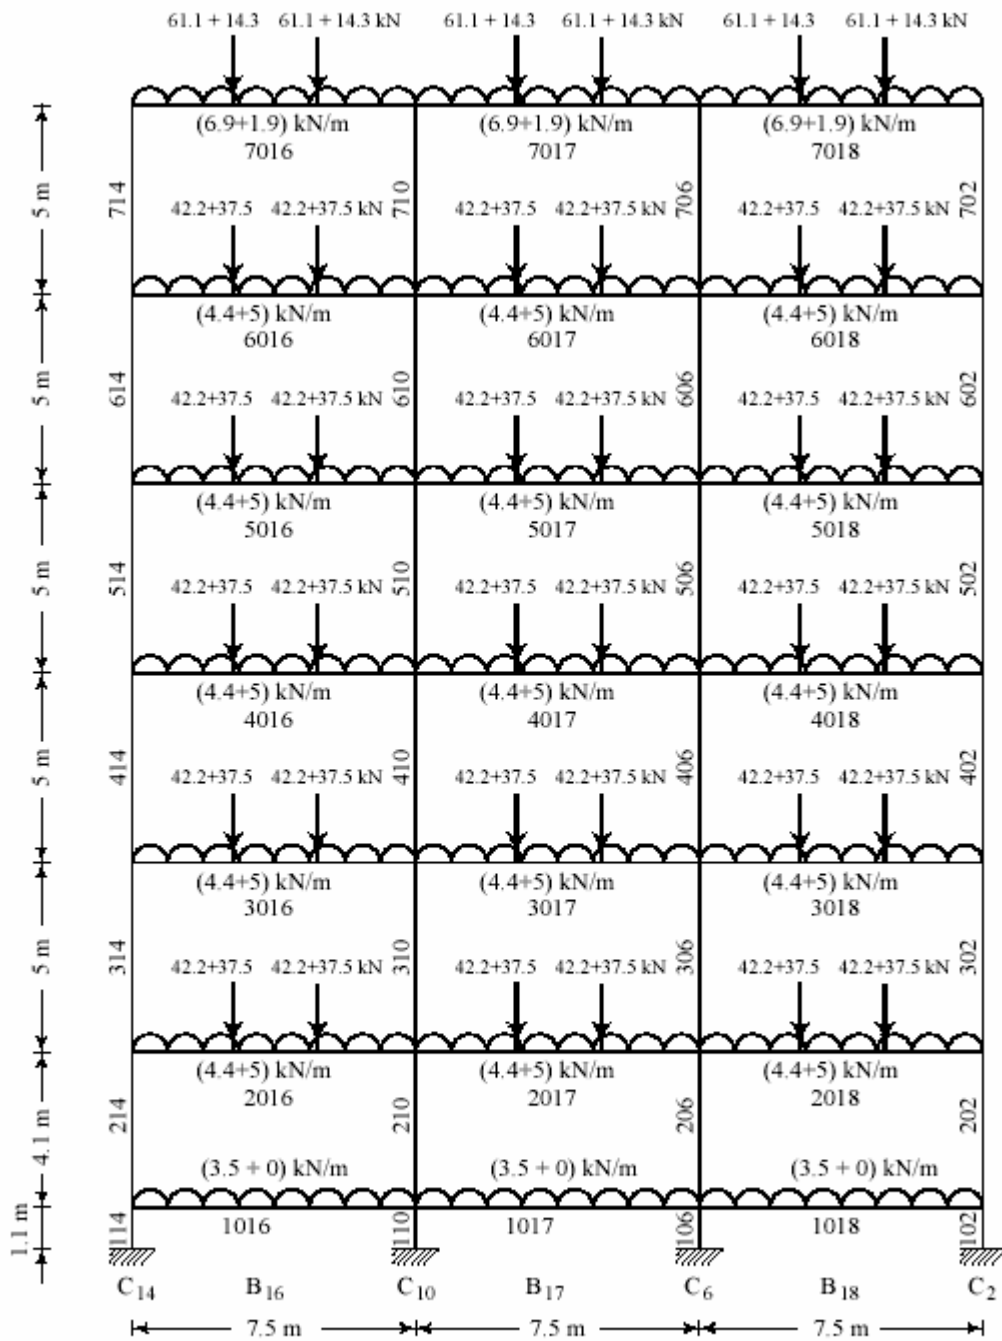 61.1 + 14.3 61.1 + 14.3 kN 61.1 + 14.3 61.1 + 14.3 kN 61.1 + 14.3 61.1 + 14.3 kN
(6.9+1.9) kN/m (6.9+1.9) kN/m (6.9+1.9) kN/m
7016 7017 7018
5 m 714 710 706 702
42.2+37.5 42.2+37.5 kN 42.2+37.5 42.2+37.5 kN 42.2+37.5 42.2+37.5 kN
(4.4+5) kN/m (4.4+5) kN/m (4.4+5) kN/m
6016 6017 6018
5 m 614 610 606 602
42.2+37.5 42.2+37.5 kN 42.2+37.5 42.2+37.5 kN 42.2+37.5 42.2+37.5 kN
(4.4+5) kN/m (4.4+5) kN/m (4.4+5) kN/m
5016 5017 5018
5 m 514 510 506 502
42.2+37.5 42.2+37.5 kN 42.2+37.5 42.2+37.5 kN 42.2+37.5 42.2+37.5 kN
(4.4+5) kN/m (4.4+5) kN/m (4.4+5) kN/m
4016 4017 4018
5 m 414 410 406 402
42.2+37.5 42.2+37.5 kN 42.2+37.5 42.2+37.5 kN 42.2+37.5 42.2+37.5 kN
(4.4+5) kN/m (4.4+5) kN/m (4.4+5) kN/m
3016 3017 3018
5 m 314 310 306 302
42.2+37.5 42.2+37.5 kN 42.2+37.5 42.2+37.5 kN 42.2+37.5 42.2+37.5 kN
(4.4+5) kN/m (4.4+5) kN/m (4.4+5) kN/m
2016 2017 2018
4.1 m 214 210 206 202
(3.5 + 0) kN/m (3.5 + 0) kN/m (3.5 + 0) kN/m
1.1 m 114 1016 110 1017 106 1018 102
C14 B16 C10 B17 C6 B18 C2
7.5 m 7.5 m 7.5 m